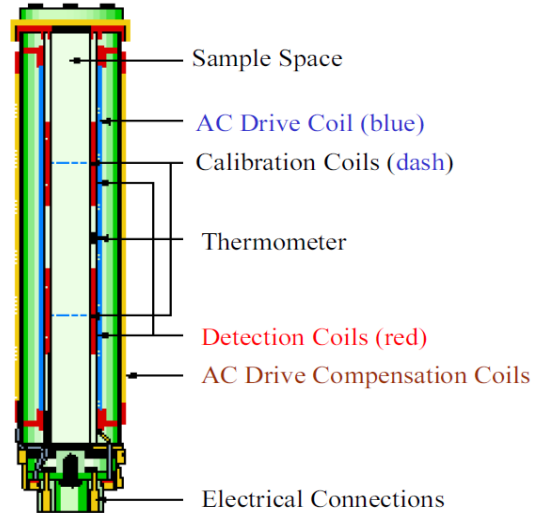 Sample Space
AC Drive Coil (blue)
Calibration Coils (dash)
Thermometer
Detection Coils (red)
AC Drive Compensation Coils
Electrical Connections